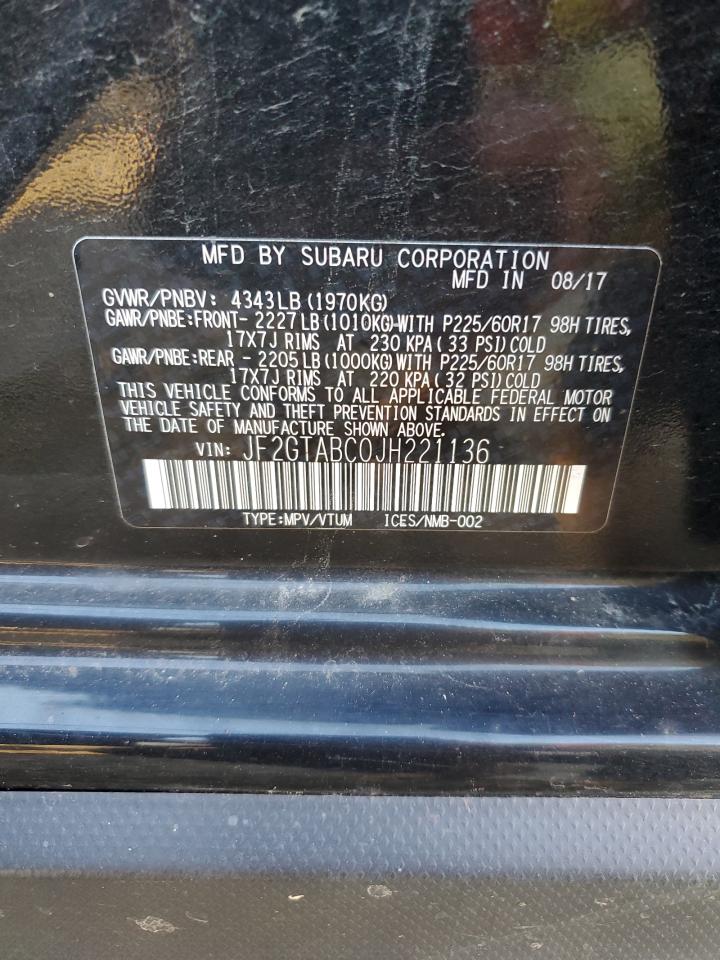 MFD BY SUBARU CORPORATION
MFD IN 08/17
GVWR/PNBV: 4343LB (1970KG)
GAWR/PNBE:FRONT- 2227LB (1010KG)WITH P225/60R17 98H TIRES,
17X7J RIMS AT 230 KPA ( 33 PSI) COLD
GAWR/PNBE:REAR - 2205LB (1000KG)WITH P225/60R17 98H TIRES,
17X7J RIMS AT 220 KPA ( 32 PSI) COLD
THIS VEHICLE CONFORMS TO ALL APPLICABLE FEDERAL MOTOR
VEHICLE SAFETY AND THEFT PREVENTION STANDARDS IN EFFECT ON
THE DATE OF MANUFACTURE SHOWN ABOVE.
VIN: JF2GTABC0JH221136
TYPE:MPV/VTUM ICES/NMB-002